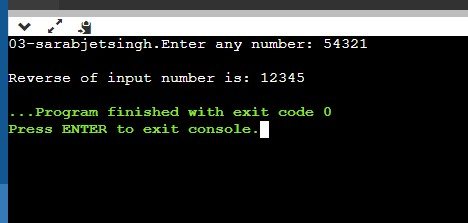 03-sarabjetsingh.Enter any number: 54321
Reverse of input number is: 12345
...Program finished with exit code 0
Press ENTER to exit console.